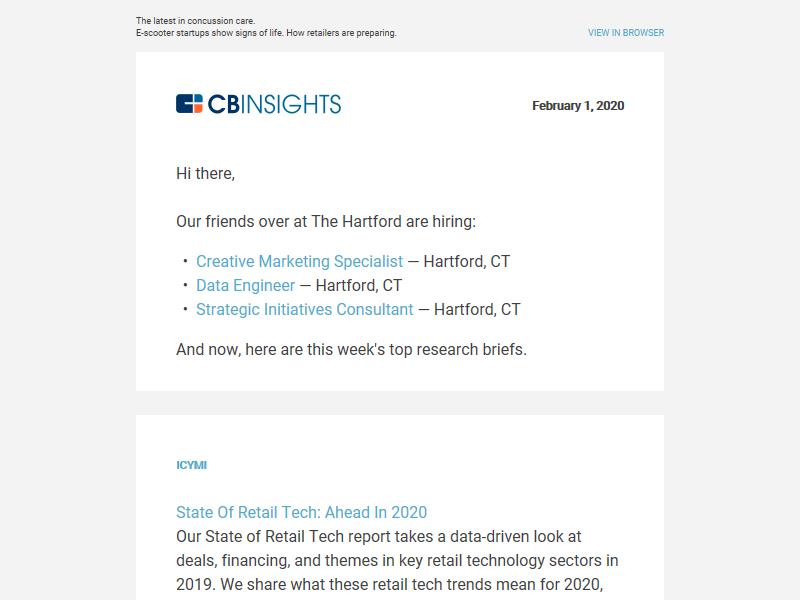 The latest in concussion care.
E-scooter startups show signs of life. How retailers are preparing.
VIEW IN BROWSER
CBINSIGHTS
February 1, 2020
Hi there,
Our friends over at The Hartford are hiring:
• Creative Marketing Specialist — Hartford, CT
• Data Engineer — Hartford, CT
• Strategic Initiatives Consultant — Hartford, CT
And now, here are this week's top research briefs.
ICYMI
State Of Retail Tech: Ahead In 2020
Our State of Retail Tech report takes a data-driven look at
deals, financing, and themes in key retail technology sectors in
2019. We share what these retail tech trends mean for 2020,